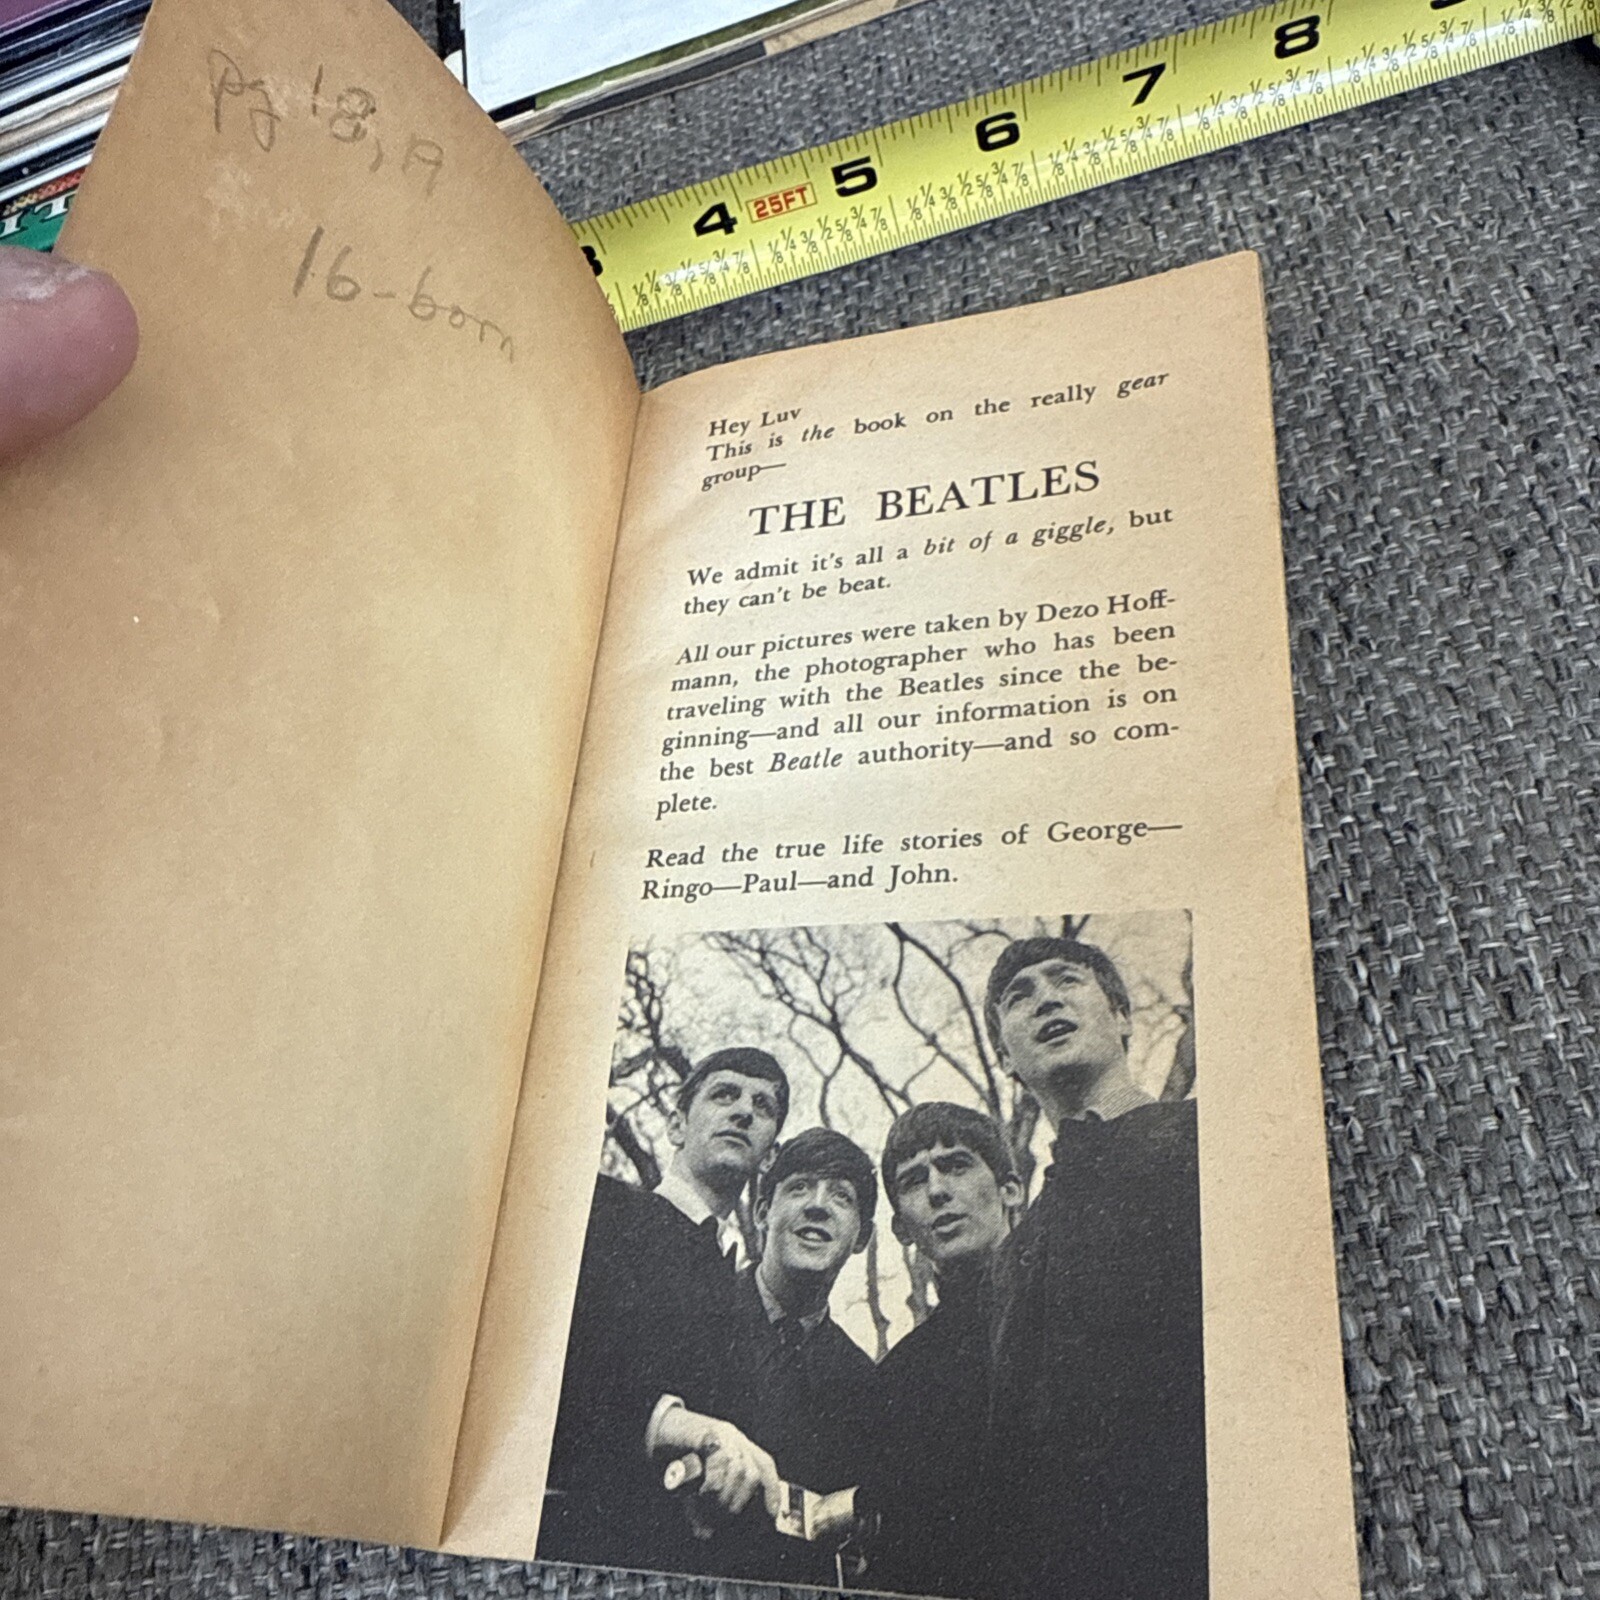 pg 18, 19
16-born
3 4 25FT 5 6 7 8
Hey Luv
This is the book on the really gear
group—
THE BEATLES
We admit it's all a bit of a giggle, but
they can't be beat.
All our pictures were taken by Dezo Hoff-
mann, the photographer who has been
traveling with the Beatles since the be-
ginning—and all our information is on
the best Beatle authority—and so com-
plete.
Read the true life stories of George—
Ringo—Paul—and John.